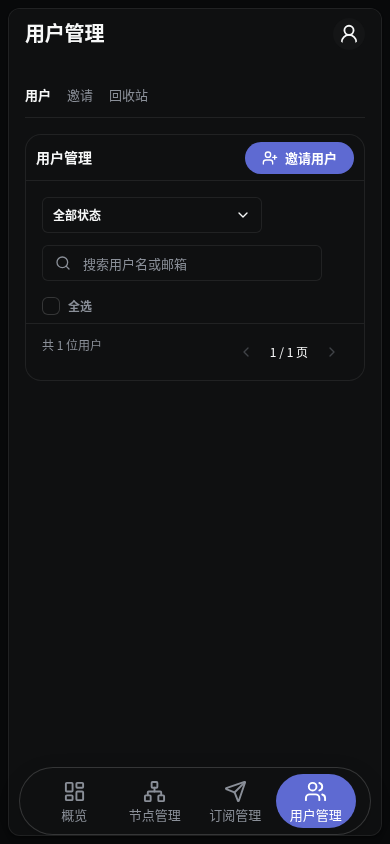 用户管理
用户 邀请 回收站
用户管理 邀请用户
全部状态
搜索用户名或邮箱
全选
共 1 位用户 1 / 1 页
概览 节点管理 订阅管理 用户管理